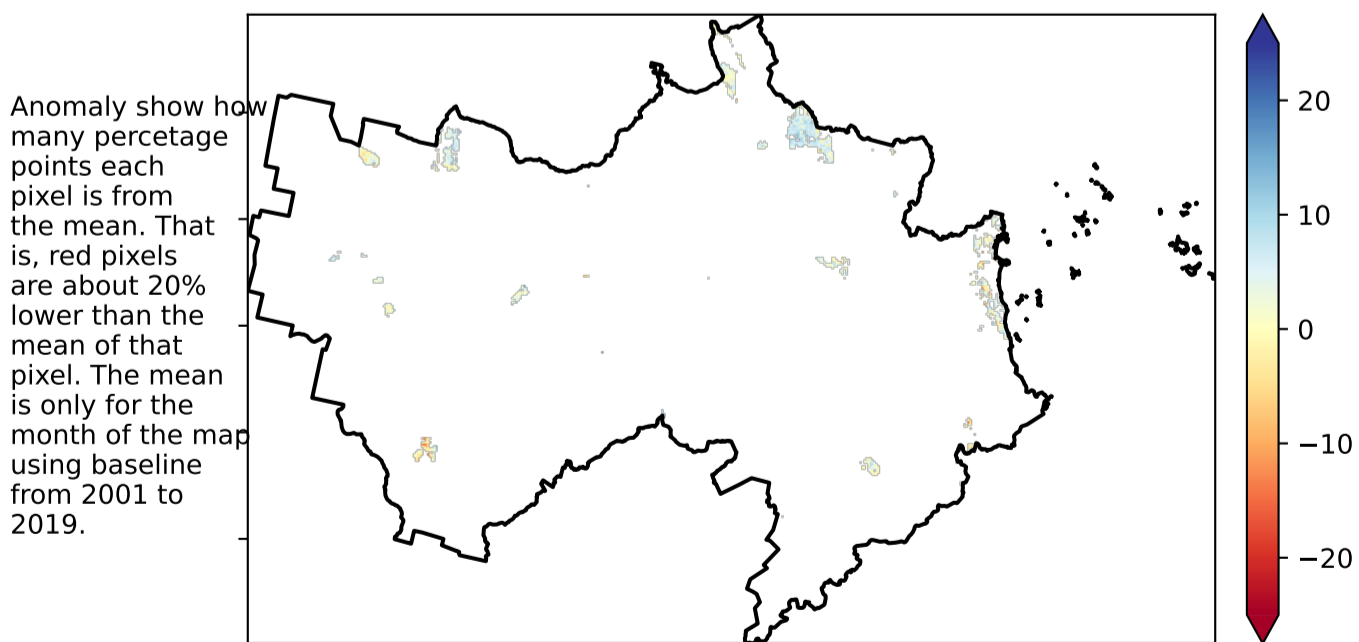 Anomaly show how
many percetage
points each
pixel is from
the mean. That
is, red pixels
are about 20%
lower than the
mean of that
pixel. The mean
is only for the
month of the map
using baseline
from 2001 to
2019.
20
10
0
−10
−20